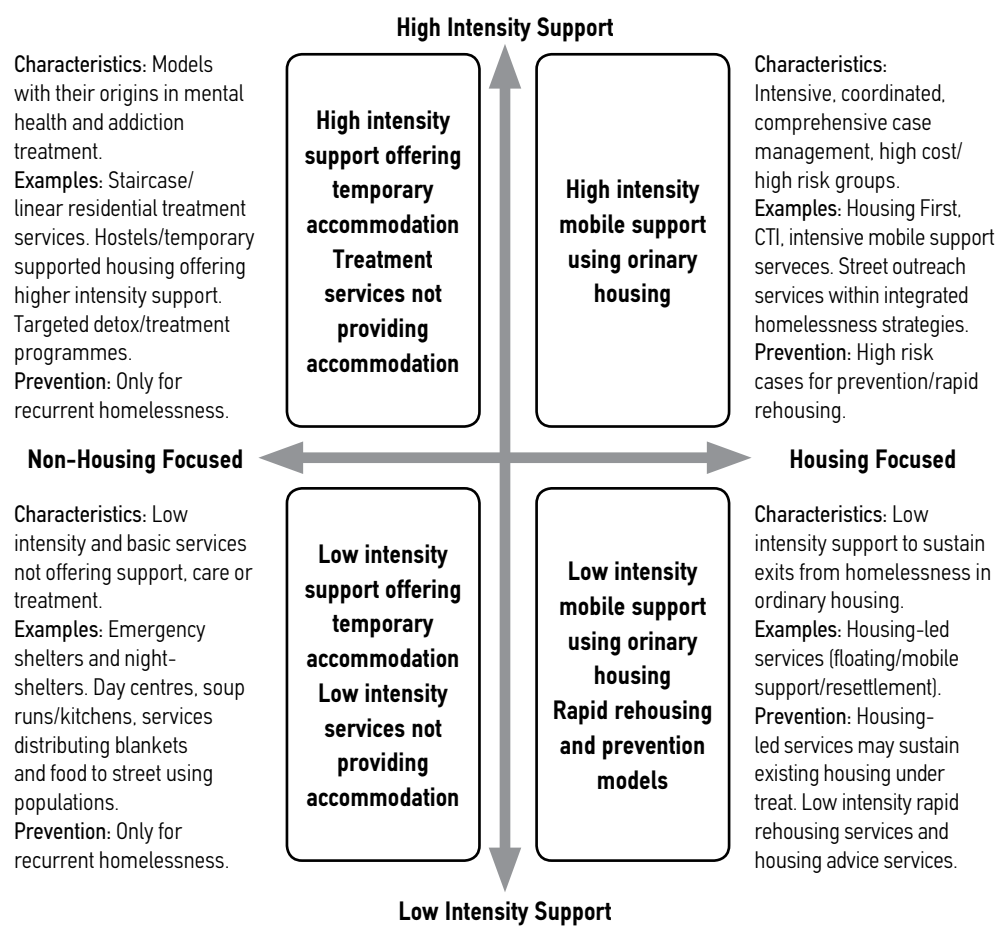 High Intensity Support
Characteristics: Models
with their origins in mental
health and addiction
treatment.
Examples: Staircase/
linear residential treatment
services. Hostels/temporary
supported housing offering
higher intensity support.
Targeted detox/treatment
programmes.
Prevention: Only for
recurrent homelessness.
High intensity
support offering
temporary
accommodation
Treatment
services not
providing
accommodation
High intensity
mobile support
using orinary
housing
Characteristics:
Intensive, coordinated,
comprehensive case
management, high cost/
high risk groups.
Examples: Housing First,
CTI, intensive mobile support
serveces. Street outreach
services within integrated
homelessness strategies.
Prevention: High risk
cases for prevention/rapid
rehousing.
Non-Housing Focused
Housing Focused
Characteristics: Low
intensity and basic services
not offering support, care or
treatment.
Examples: Emergency
shelters and night-
shelters. Day centres, soup
runs/kitchens, services
distributing blankets
and food to street using
populations.
Prevention: Only for
recurrent homelessness.
Low intensity
support offering
temporary
accommodation
Low intensity
services not
providing
accommodation
Low intensity
mobile support
using orinary
housing
Rapid rehousing
and prevention
models
Characteristics: Low
intensity support to sustain
exits from homelessness in
ordinary housing.
Examples: Housing-led
services (floating/mobile
support/resettlement).
Prevention: Housing-
led services may sustain
existing housing under
treat. Low intensity rapid
rehousing services and
housing advice services.
Low Intensity Support